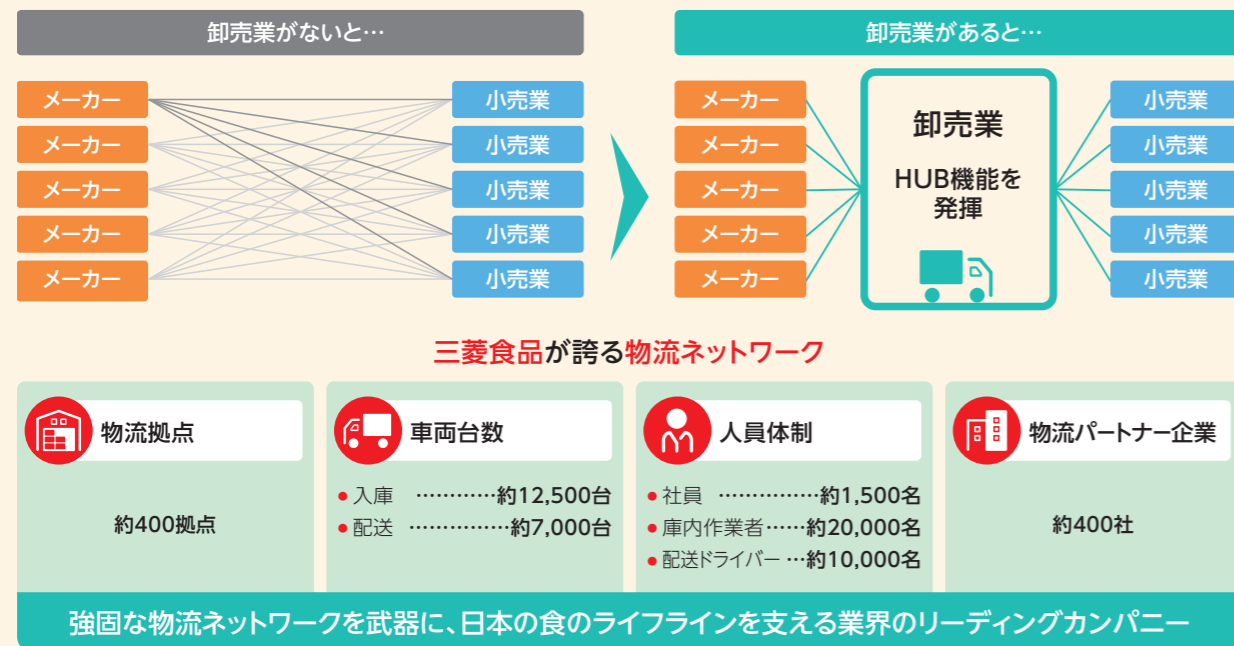 卸売業がないと…
卸売業があると…
メーカー
メーカー
メーカー
メーカー
メーカー
小売業
小売業
小売業
小売業
小売業
メーカー
メーカー
メーカー
メーカー
メーカー
卸売業
HUB機能を
発揮
小売業
小売業
小売業
小売業
小売業
三菱食品が誇る物流ネットワーク
物流拠点
約400拠点
車両台数
●入庫 …………約12,500台
●配送 ……………約7,000台
人員体制
●社員 ……………約1,500名
●庫内作業者……約20,000名
●配送ドライバー …約10,000名
物流パートナー企業
約400社
強固な物流ネットワークを武器に、日本の食のライフラインを支える業界のリーディングカンパニー